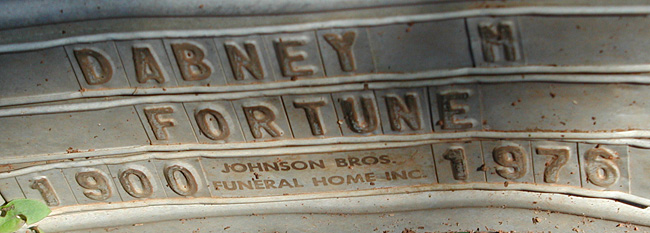 DABNEY M
FORTUNE
1900 JOHNSON BROS. 1976
FUNERAL HOME INC.